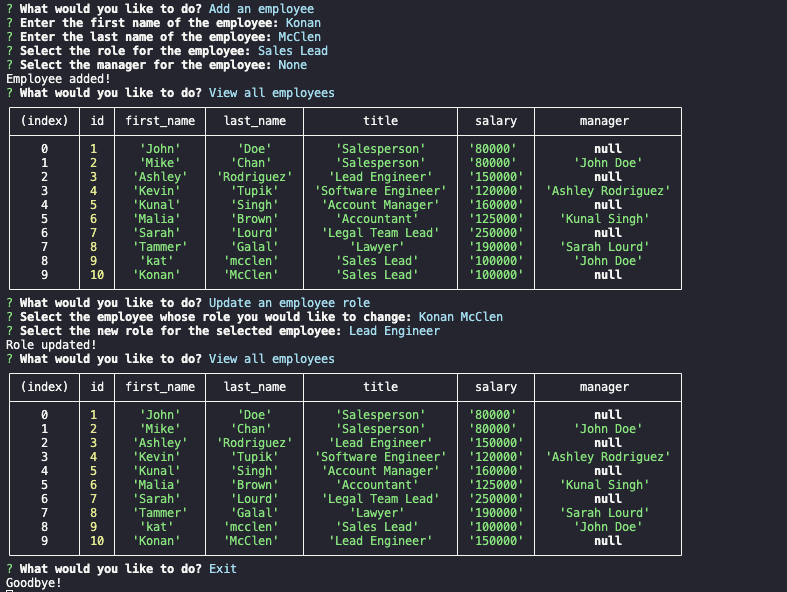 ? What would you like to do? Add an employee
? Enter the first name of the employee: Konan
? Enter the last name of the employee: McClen
? Select the role for the employee: Sales Lead
? Select the manager for the employee: None
Employee added!
? What would you like to do? View all employees
(index) id first_name last_name title salary manager
0 1 'John' 'Doe' 'Salesperson' '80000' null
1 2 'Mike' 'Chan' 'Salesperson' '80000' 'John Doe'
2 3 'Ashley' 'Rodriguez' 'Lead Engineer' '150000' null
3 4 'Kevin' 'Tupik' 'Software Engineer' '120000' 'Ashley Rodriguez'
4 5 'Kunal' 'Singh' 'Account Manager' '160000' null
5 6 'Malia' 'Brown' 'Accountant' '125000' 'Kunal Singh'
6 7 'Sarah' 'Lourd' 'Legal Team Lead' '250000' null
7 8 'Tammer' 'Galal' 'Lawyer' '190000' 'Sarah Lourd'
8 9 'kat' 'mcclen' 'Sales Lead' '100000' 'John Doe'
9 10 'Konan' 'McClen' 'Sales Lead' '100000' null
? What would you like to do? Update an employee role
? Select the employee whose role you would like to change: Konan McClen
? Select the new role for the selected employee: Lead Engineer
Role updated!
? What would you like to do? View all employees
(index) id first_name last_name title salary manager
0 1 'John' 'Doe' 'Salesperson' '80000' null
1 2 'Mike' 'Chan' 'Salesperson' '80000' 'John Doe'
2 3 'Ashley' 'Rodriguez' 'Lead Engineer' '150000' null
3 4 'Kevin' 'Tupik' 'Software Engineer' '120000' 'Ashley Rodriguez'
4 5 'Kunal' 'Singh' 'Account Manager' '160000' null
5 6 'Malia' 'Brown' 'Accountant' '125000' 'Kunal Singh'
6 7 'Sarah' 'Lourd' 'Legal Team Lead' '250000' null
7 8 'Tammer' 'Galal' 'Lawyer' '190000' 'Sarah Lourd'
8 9 'kat' 'mcclen' 'Sales Lead' '100000' 'John Doe'
9 10 'Konan' 'McClen' 'Lead Engineer' '150000' null
? What would you like to do? Exit
Goodbye!